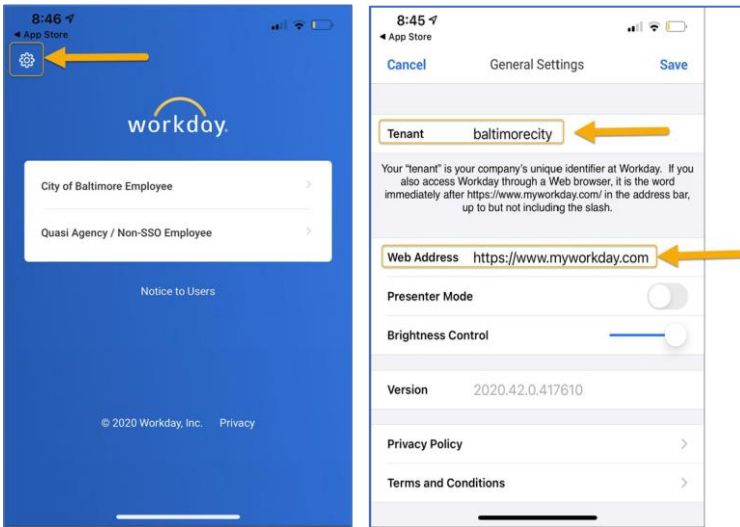 8:46
App Store
workday.
City of Baltimore Employee
Quasi Agency / Non-SSO Employee
Notice to Users
© 2020 Workday, Inc. Privacy
8:45
App Store
Cancel General Settings Save
Tenant baltimorecity
Your "tenant" is your company's unique identifier at Workday. If you
also access Workday through a Web browser, it is the word
immediately after https://www.myworkday.com/ in the address bar,
up to but not including the slash.
Web Address https://www.myworkday.com
Presenter Mode
Brightness Control
Version 2020.42.0.417610
Privacy Policy
Terms and Conditions